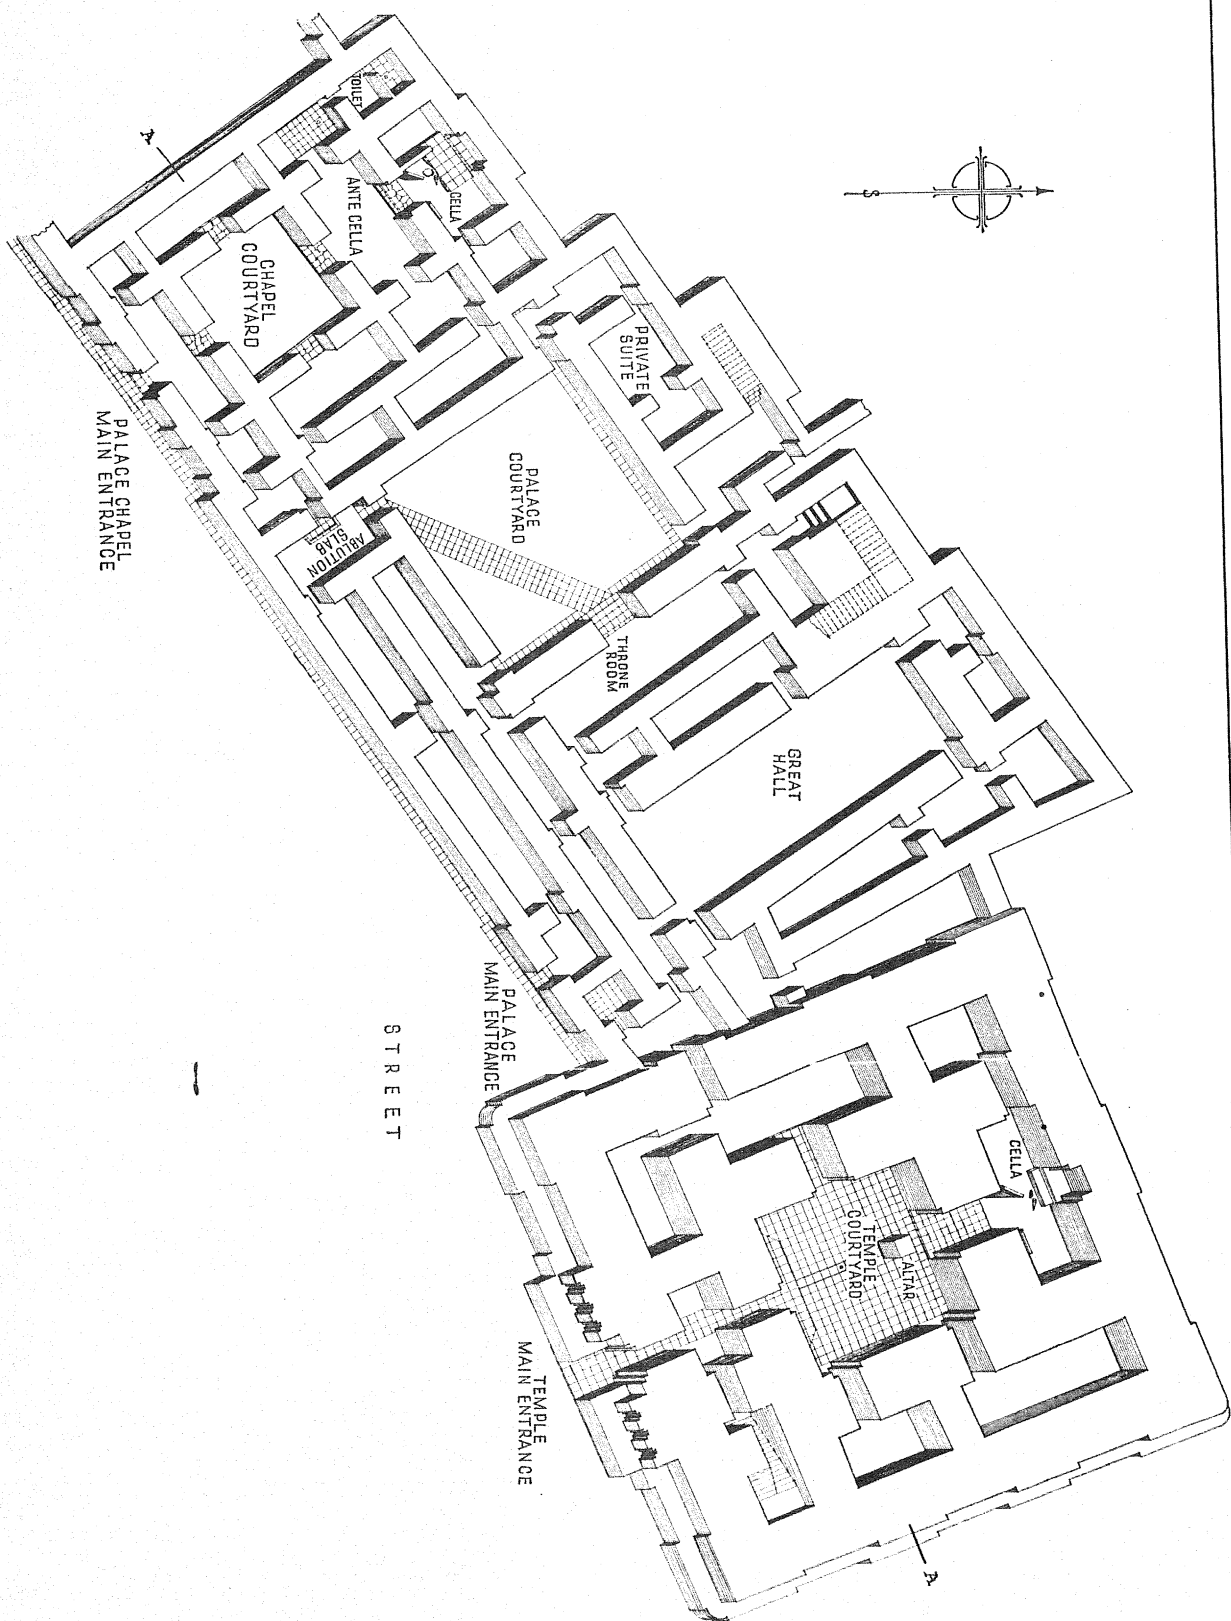 S
TOILET
A
CELLA
ANTE CELLA
CHAPEL
COURTYARD
PRIVATE
SUITE
PALACE CHAPEL
MAIN ENTRANCE
PALACE
COURTYARD
ABLUTION
SLAB
THRONE
ROOM
GREAT
HALL
PALACE
MAIN ENTRANCE
STREET
CELLA
ALTAR
TEMPLE
COURTYARD
TEMPLE
MAIN ENTRANCE
A